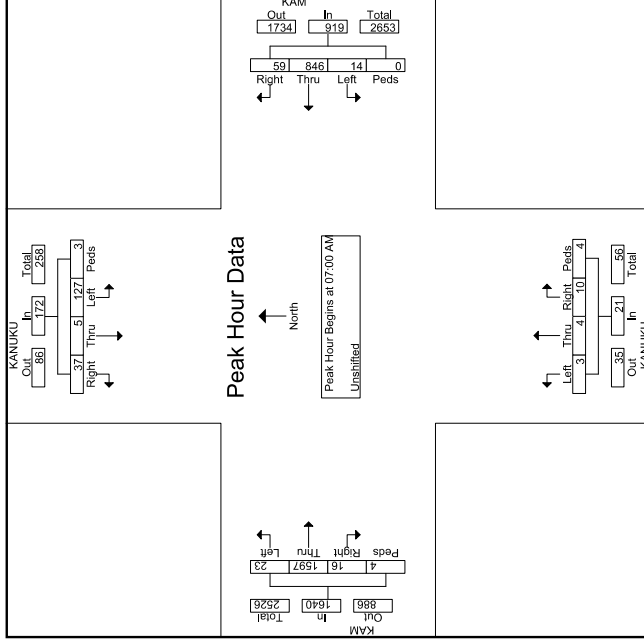 KAM
Out In Total
1734 919 2653
59 846 14 0
Right Thru Left Peds
KANUKU
Out In Total
86 172 258
37 5 127 3
Right Thru Left Peds
Peak Hour Data
North
Peak Hour Begins at 07:00 AM
Unshifted
Left Thru Right Peds
3 4 10 4
35 21 56
Out In Total
KANUKU
Left Thru Right Peds
23 1597 16 4
2526 1640 886
Total In Out
KAM